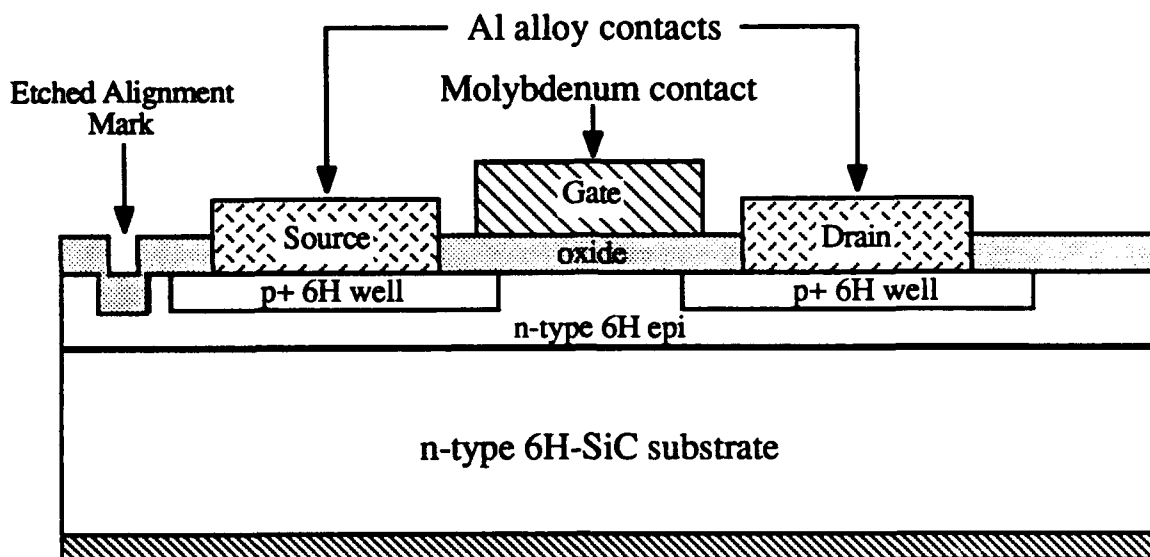 Al alloy contacts
Etched Alignment
Mark
Molybdenum contact
Gate
Source
Drain
oxide
p+ 6H well
p+ 6H well
n-type 6H epi
n-type 6H-SiC substrate